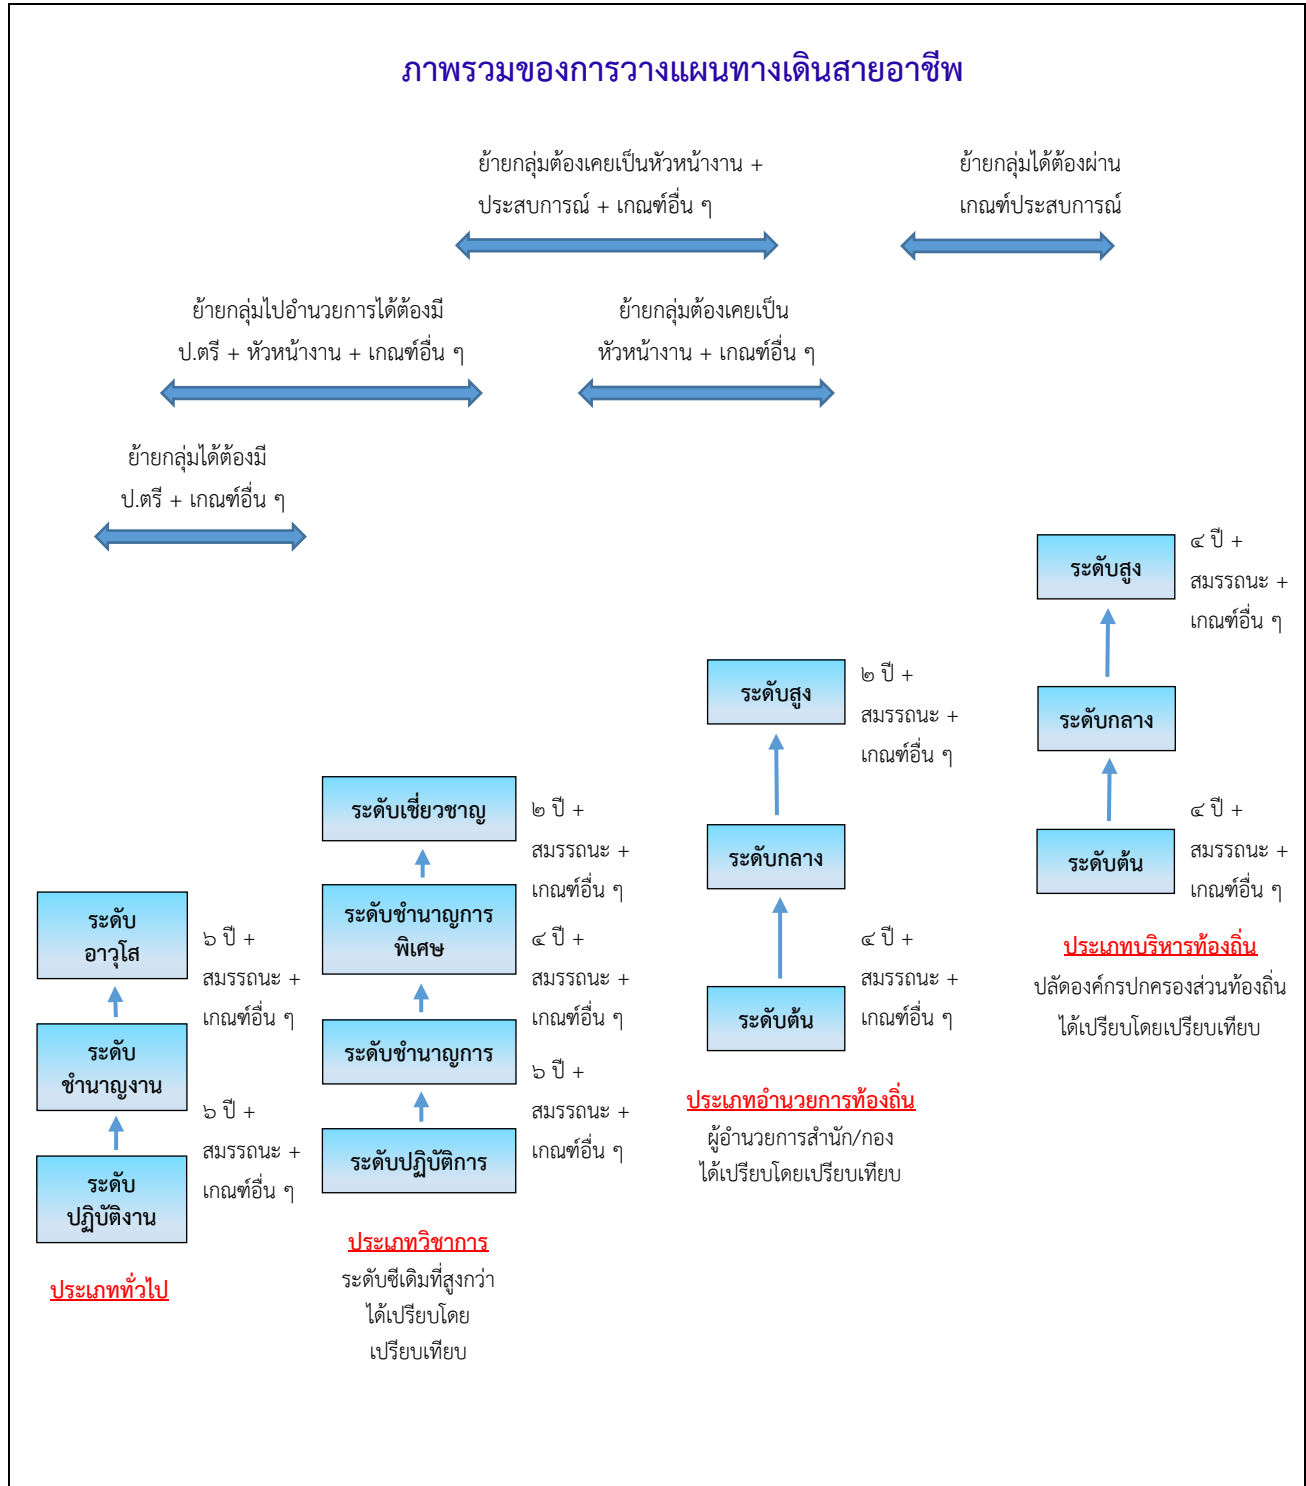 ภาพรวมของการวางแผนทางเดินสายอาชีพ
ย้ายกลุ่มต้องเคยเป็นหัวหน้างาน +
ประสบการณ์ + เกณฑ์อื่น ๆ
ย้ายกลุ่มได้ต้องผ่าน
เกณฑ์ประสบการณ์
ย้ายกลุ่มไปอำนวยการได้ต้องมี
ป.ตรี + หัวหน้างาน + เกณฑ์อื่น ๆ
ย้ายกลุ่มต้องเคยเป็น
หัวหน้างาน + เกณฑ์อื่น ๆ
ย้ายกลุ่มได้ต้องมี
ป.ตรี + เกณฑ์อื่น ๆ
ระดับ
อาวุโส
๖ ปี +
สมรรถนะ +
เกณฑ์อื่น ๆ
ระดับ
ชำนาญงาน
๖ ปี +
สมรรถนะ +
เกณฑ์อื่น ๆ
ระดับ
ปฏิบัติงาน
ประเภททั่วไป
ระดับเชี่ยวชาญ
๒ ปี +
สมรรถนะ +
เกณฑ์อื่น ๆ
ระดับชำนาญการ
พิเศษ
๔ ปี +
สมรรถนะ +
เกณฑ์อื่น ๆ
ระดับชำนาญการ
๖ ปี +
สมรรถนะ +
เกณฑ์อื่น ๆ
ระดับปฏิบัติการ
ประเภทวิชาการ
ระดับซีเดิมที่สูงกว่า
ได้เปรียบโดย
เปรียบเทียบ
ระดับสูง
๒ ปี +
สมรรถนะ +
เกณฑ์อื่น ๆ
ระดับกลาง
๔ ปี +
สมรรถนะ +
เกณฑ์อื่น ๆ
ระดับต้น
ประเภทอำนวยการท้องถิ่น
ผู้อำนวยการสำนัก/กอง
ได้เปรียบโดยเปรียบเทียบ
ระดับสูง
๔ ปี +
สมรรถนะ +
เกณฑ์อื่น ๆ
ระดับกลาง
๔ ปี +
สมรรถนะ +
เกณฑ์อื่น ๆ
ระดับต้น
ประเภทบริหารท้องถิ่น
ปลัดองค์กรปกครองส่วนท้องถิ่น
ได้เปรียบโดยเปรียบเทียบ